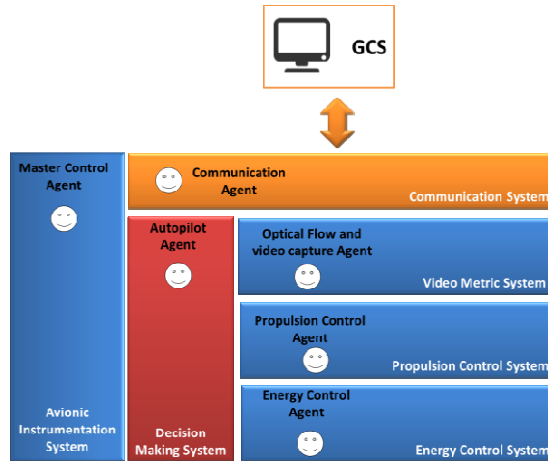 GCS
Master Control
Agent
Communication
Agent
Communication System
Autopilot
Agent
Optical Flow and
video capture Agent
Video Metric System
Propulsion Control
Agent
Propulsion Control System
Energy Control
Agent
Energy Control System
Avionic
Instrumentation
System
Decision
Making System